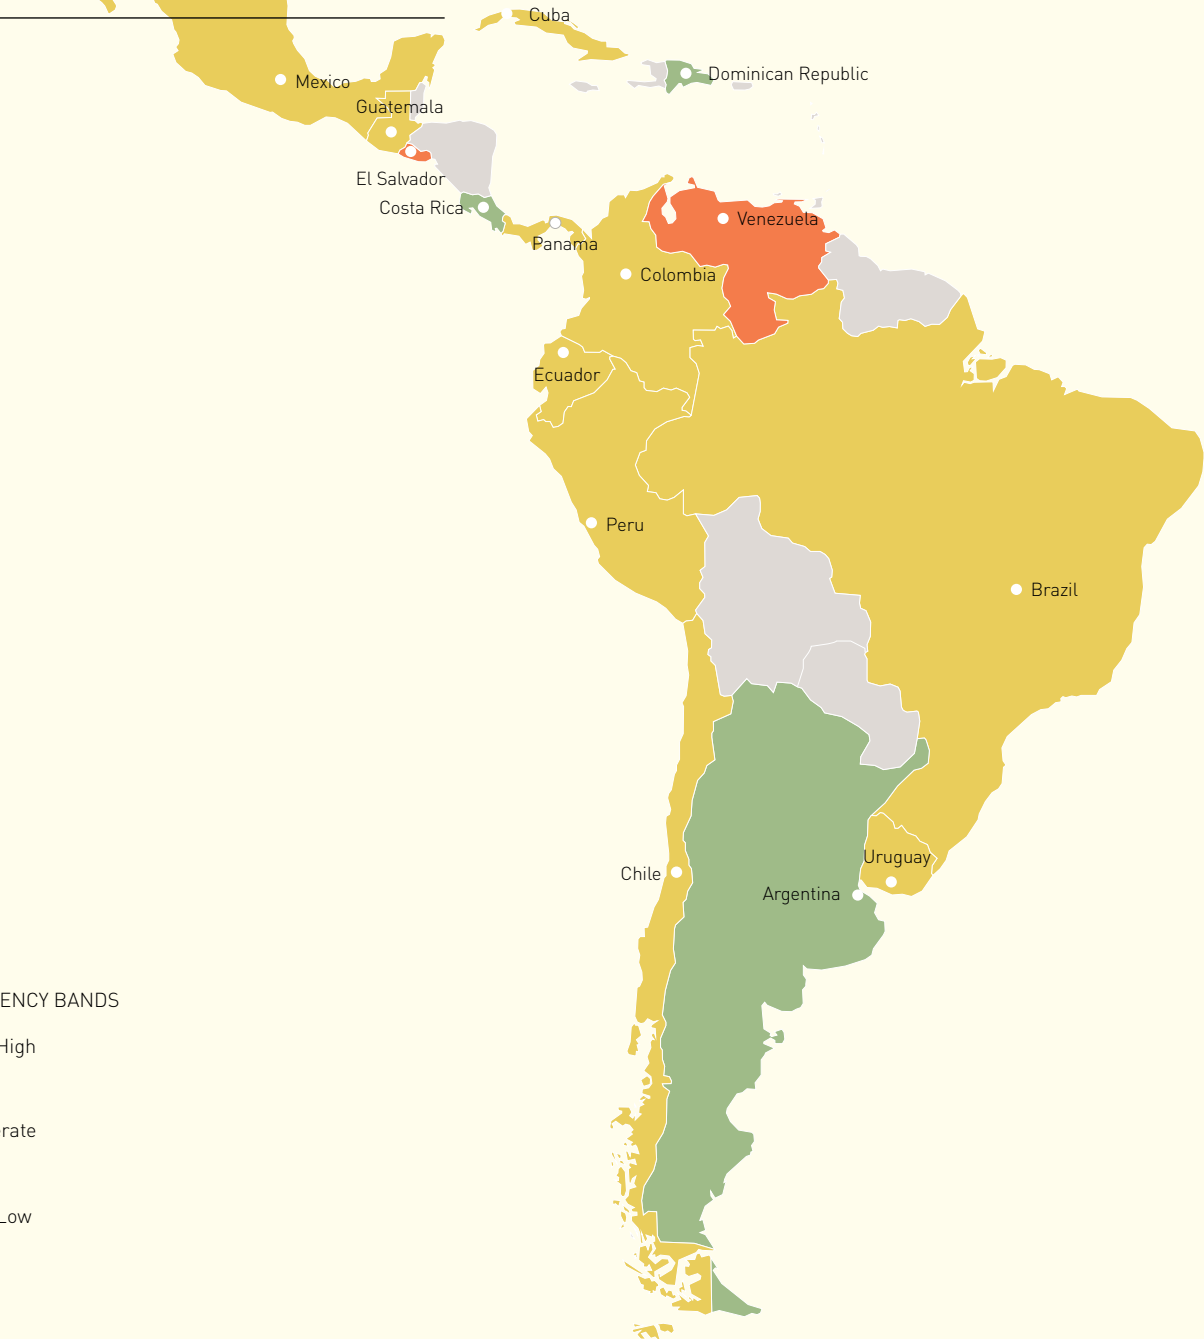 Cuba
Dominican Republic
Mexico
Guatemala
El Salvador
Costa Rica
Venezuela
Panama
Colombia
Ecuador
Peru
Brazil
Uruguay
Chile
Argentina
ENCY BANDS
High
rate
Low